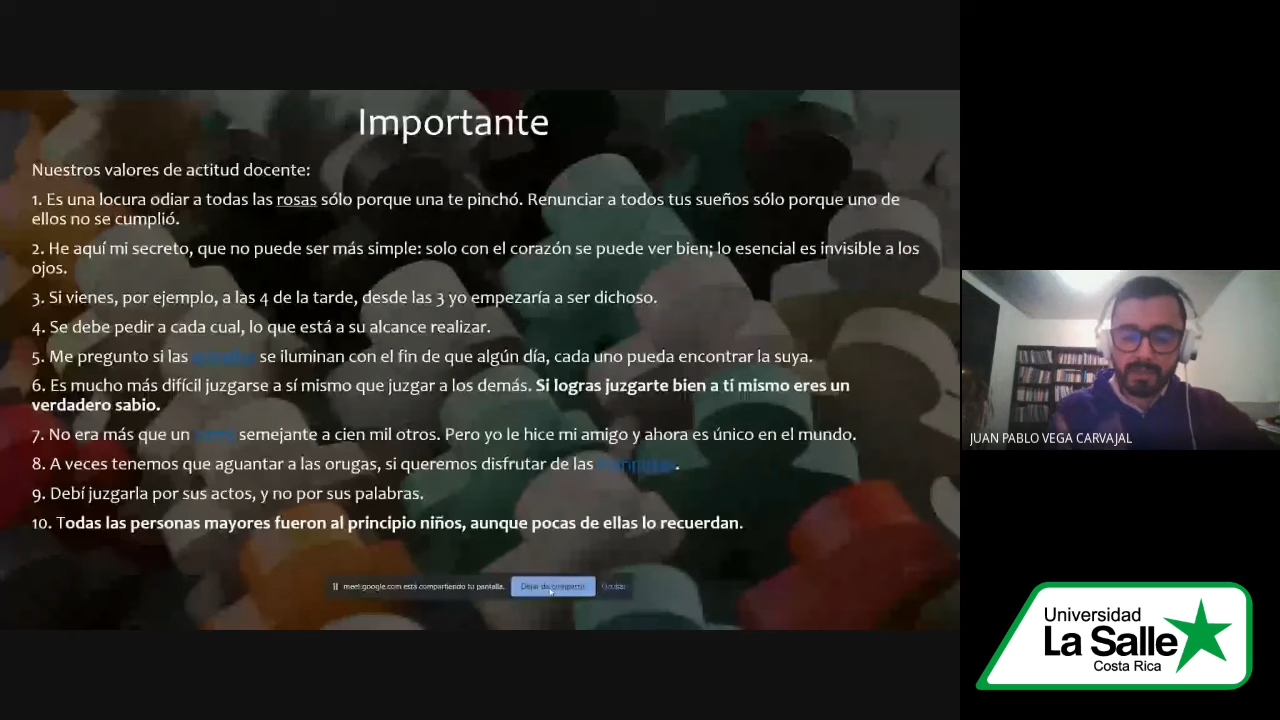 Importante
Nuestros valores de actitud docente:
1. Es una locura odiar a todas las rosas sólo porque una te pinchó. Renunciar a todos tus sueños sólo porque uno de
ellos no se cumplió.
2. He aquí mi secreto, que no puede ser más simple: solo con el corazón se puede ver bien; lo esencial es invisible a los
ojos.
3. Si vienes, por ejemplo, a las 4 de la tarde, desde las 3 yo empezaría a ser dichoso.
4. Se debe pedir a cada cual, lo que está a su alcance realizar.
5. Me pregunto si las se iluminan con el fin de que algún día, cada uno pueda encontrar la suya.
6. Es mucho más difícil juzgarse a sí mismo que juzgar a los demás. Si logras juzgarte bien a tí mismo eres un
verdadero sabio.
7. No era más que un semejante a cien mil otros. Pero yo le hice mi amigo y ahora es único en el mundo.
8. A veces tenemos que aguantar a las orugas, si queremos disfrutar de las mariposas.
9. Debí juzgarla por sus actos, y no por sus palabras.
10. Todas las personas mayores fueron al principio niños, aunque pocas de ellas lo recuerdan.
meet.google.com está compartiendo tu pantalla. Dejar de compartir Ocultar
JUAN PABLO VEGA CARVAJAL
Universidad
La Salle
Costa Rica